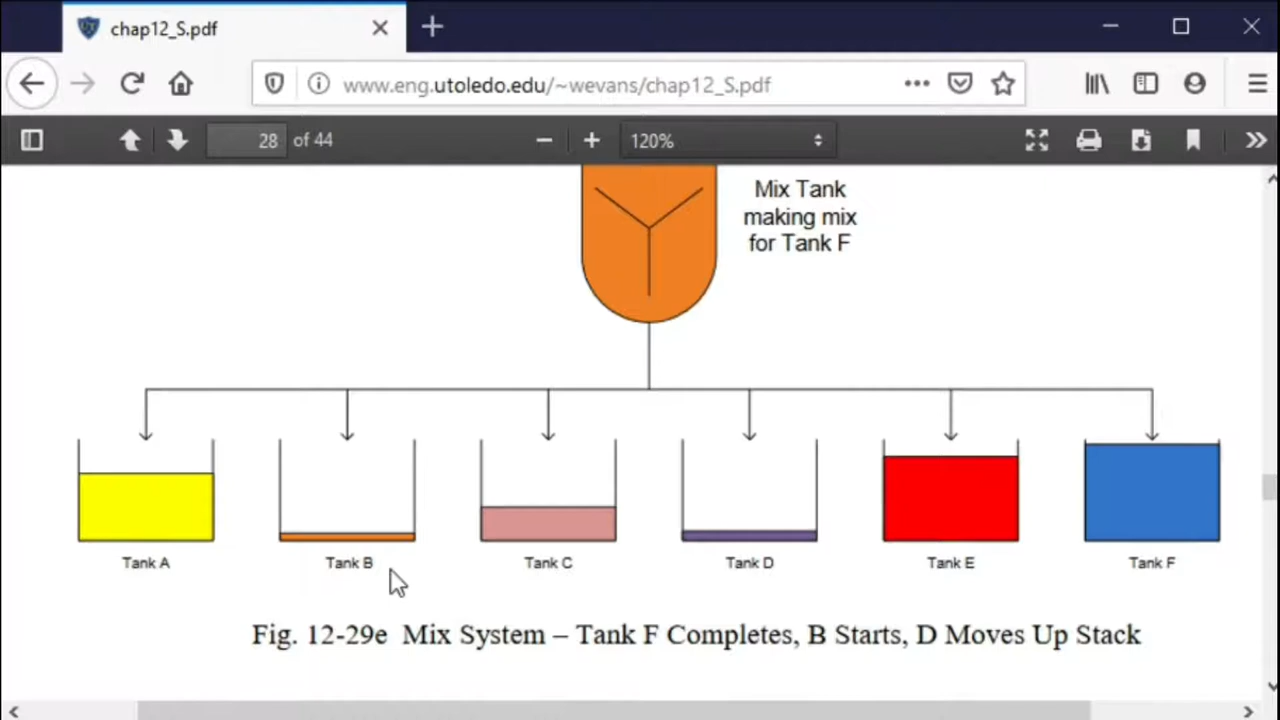 chap12_S.pdf
www.eng.utoledo.edu/~wevans/chap12_S.pdf
28 of 44
120%
Mix Tank
making mix
for Tank F
Tank A Tank B Tank C Tank D Tank E Tank F
Fig. 12-29e Mix System – Tank F Completes, B Starts, D Moves Up Stack